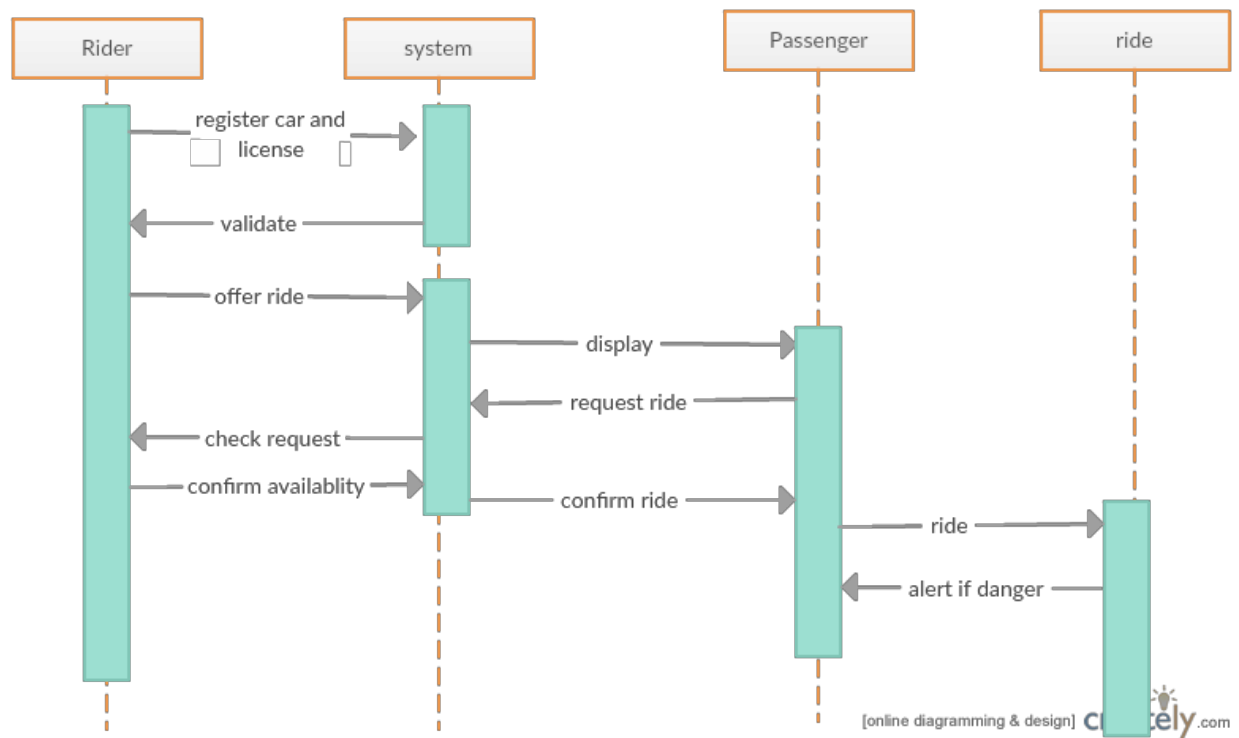 Rider
system
Passenger
ride
register car and
license
validate
offer ride
display
request ride
check request
confirm availablity
confirm ride
ride
alert if danger
[online diagramming & design]
.com